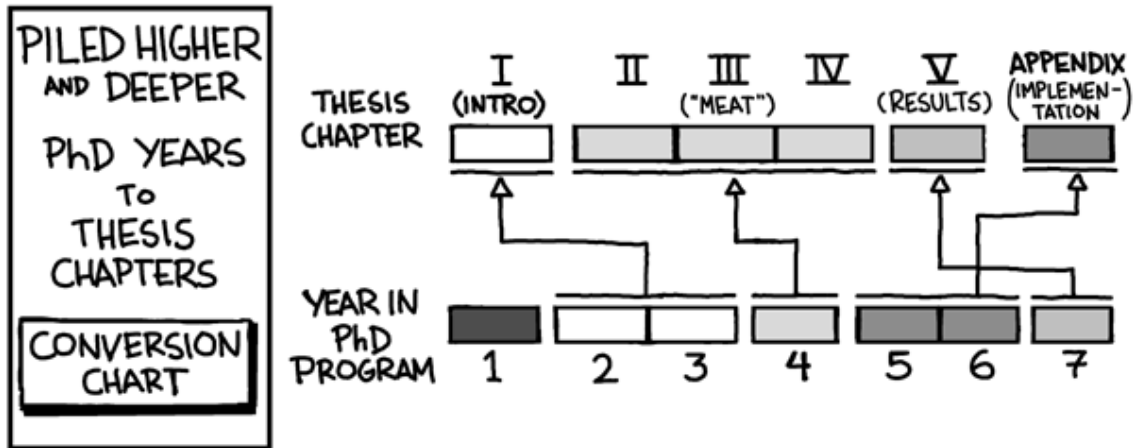 PILED HIGHER
AND DEEPER
PhD YEARS
TO
THESIS
CHAPTERS
CONVERSION
CHART
THESIS
CHAPTER
I
(INTRO)
II
III
IV
("MEAT")
V
(RESULTS)
APPENDIX
(IMPLEMEN-
TATION)
YEAR IN
PhD
PROGRAM
1 2 3 4 5 6 7